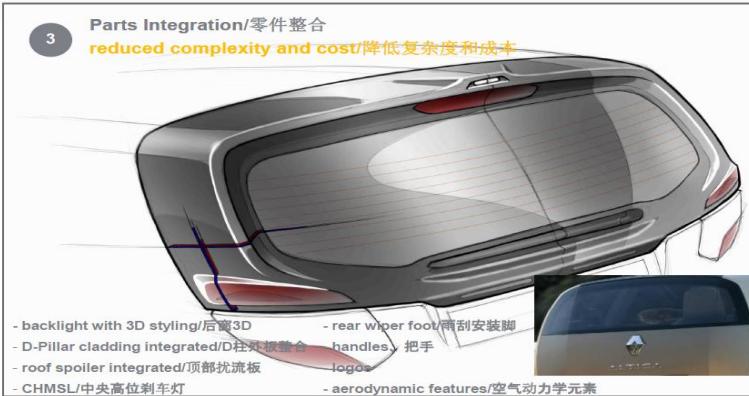 3
Parts Integration/零件整合
reduced complexity and cost/降低复杂度和成本
- backlight with 3D styling/后窗3D
- D-Pillar cladding integrated/D柱外板整合
- roof spoiler integrated/顶部扰流板
- CHMSL/中央高位刹车灯
- rear wiper foot/雨刮安装脚
- handles、把手
- logos
- aerodynamic features/空气动力学元素